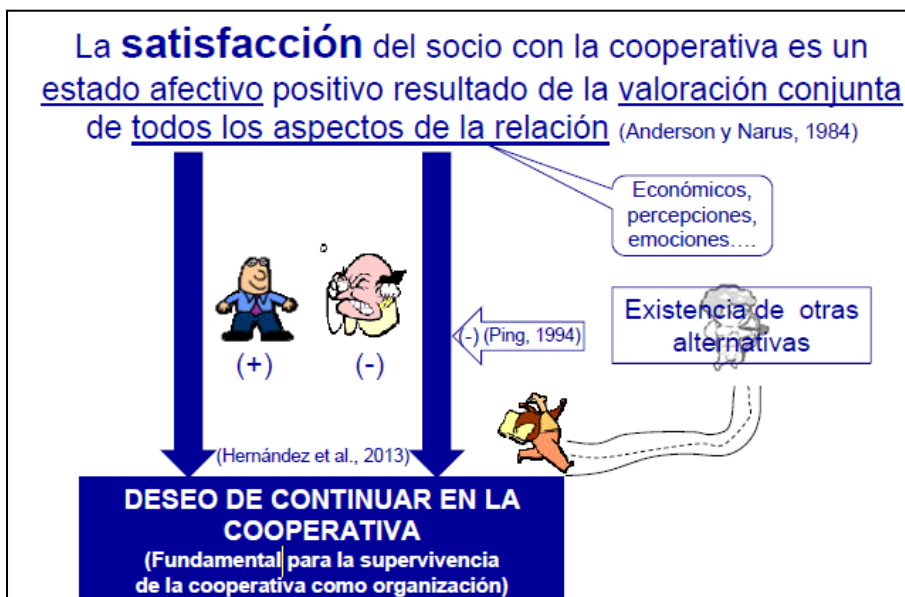 La satisfacción del socio con la cooperativa es un
estado afectivo positivo resultado de la valoración conjunta
de todos los aspectos de la relación (Anderson y Narus, 1984)
Económicos,
percepciones,
emociones….
Existencia de otras
alternativas
(-) (Ping, 1994)
(+)
(-)
(Hernández et al., 2013)
DESEO DE CONTINUAR EN LA
COOPERATIVA
(Fundamental para la supervivencia
de la cooperativa como organización)